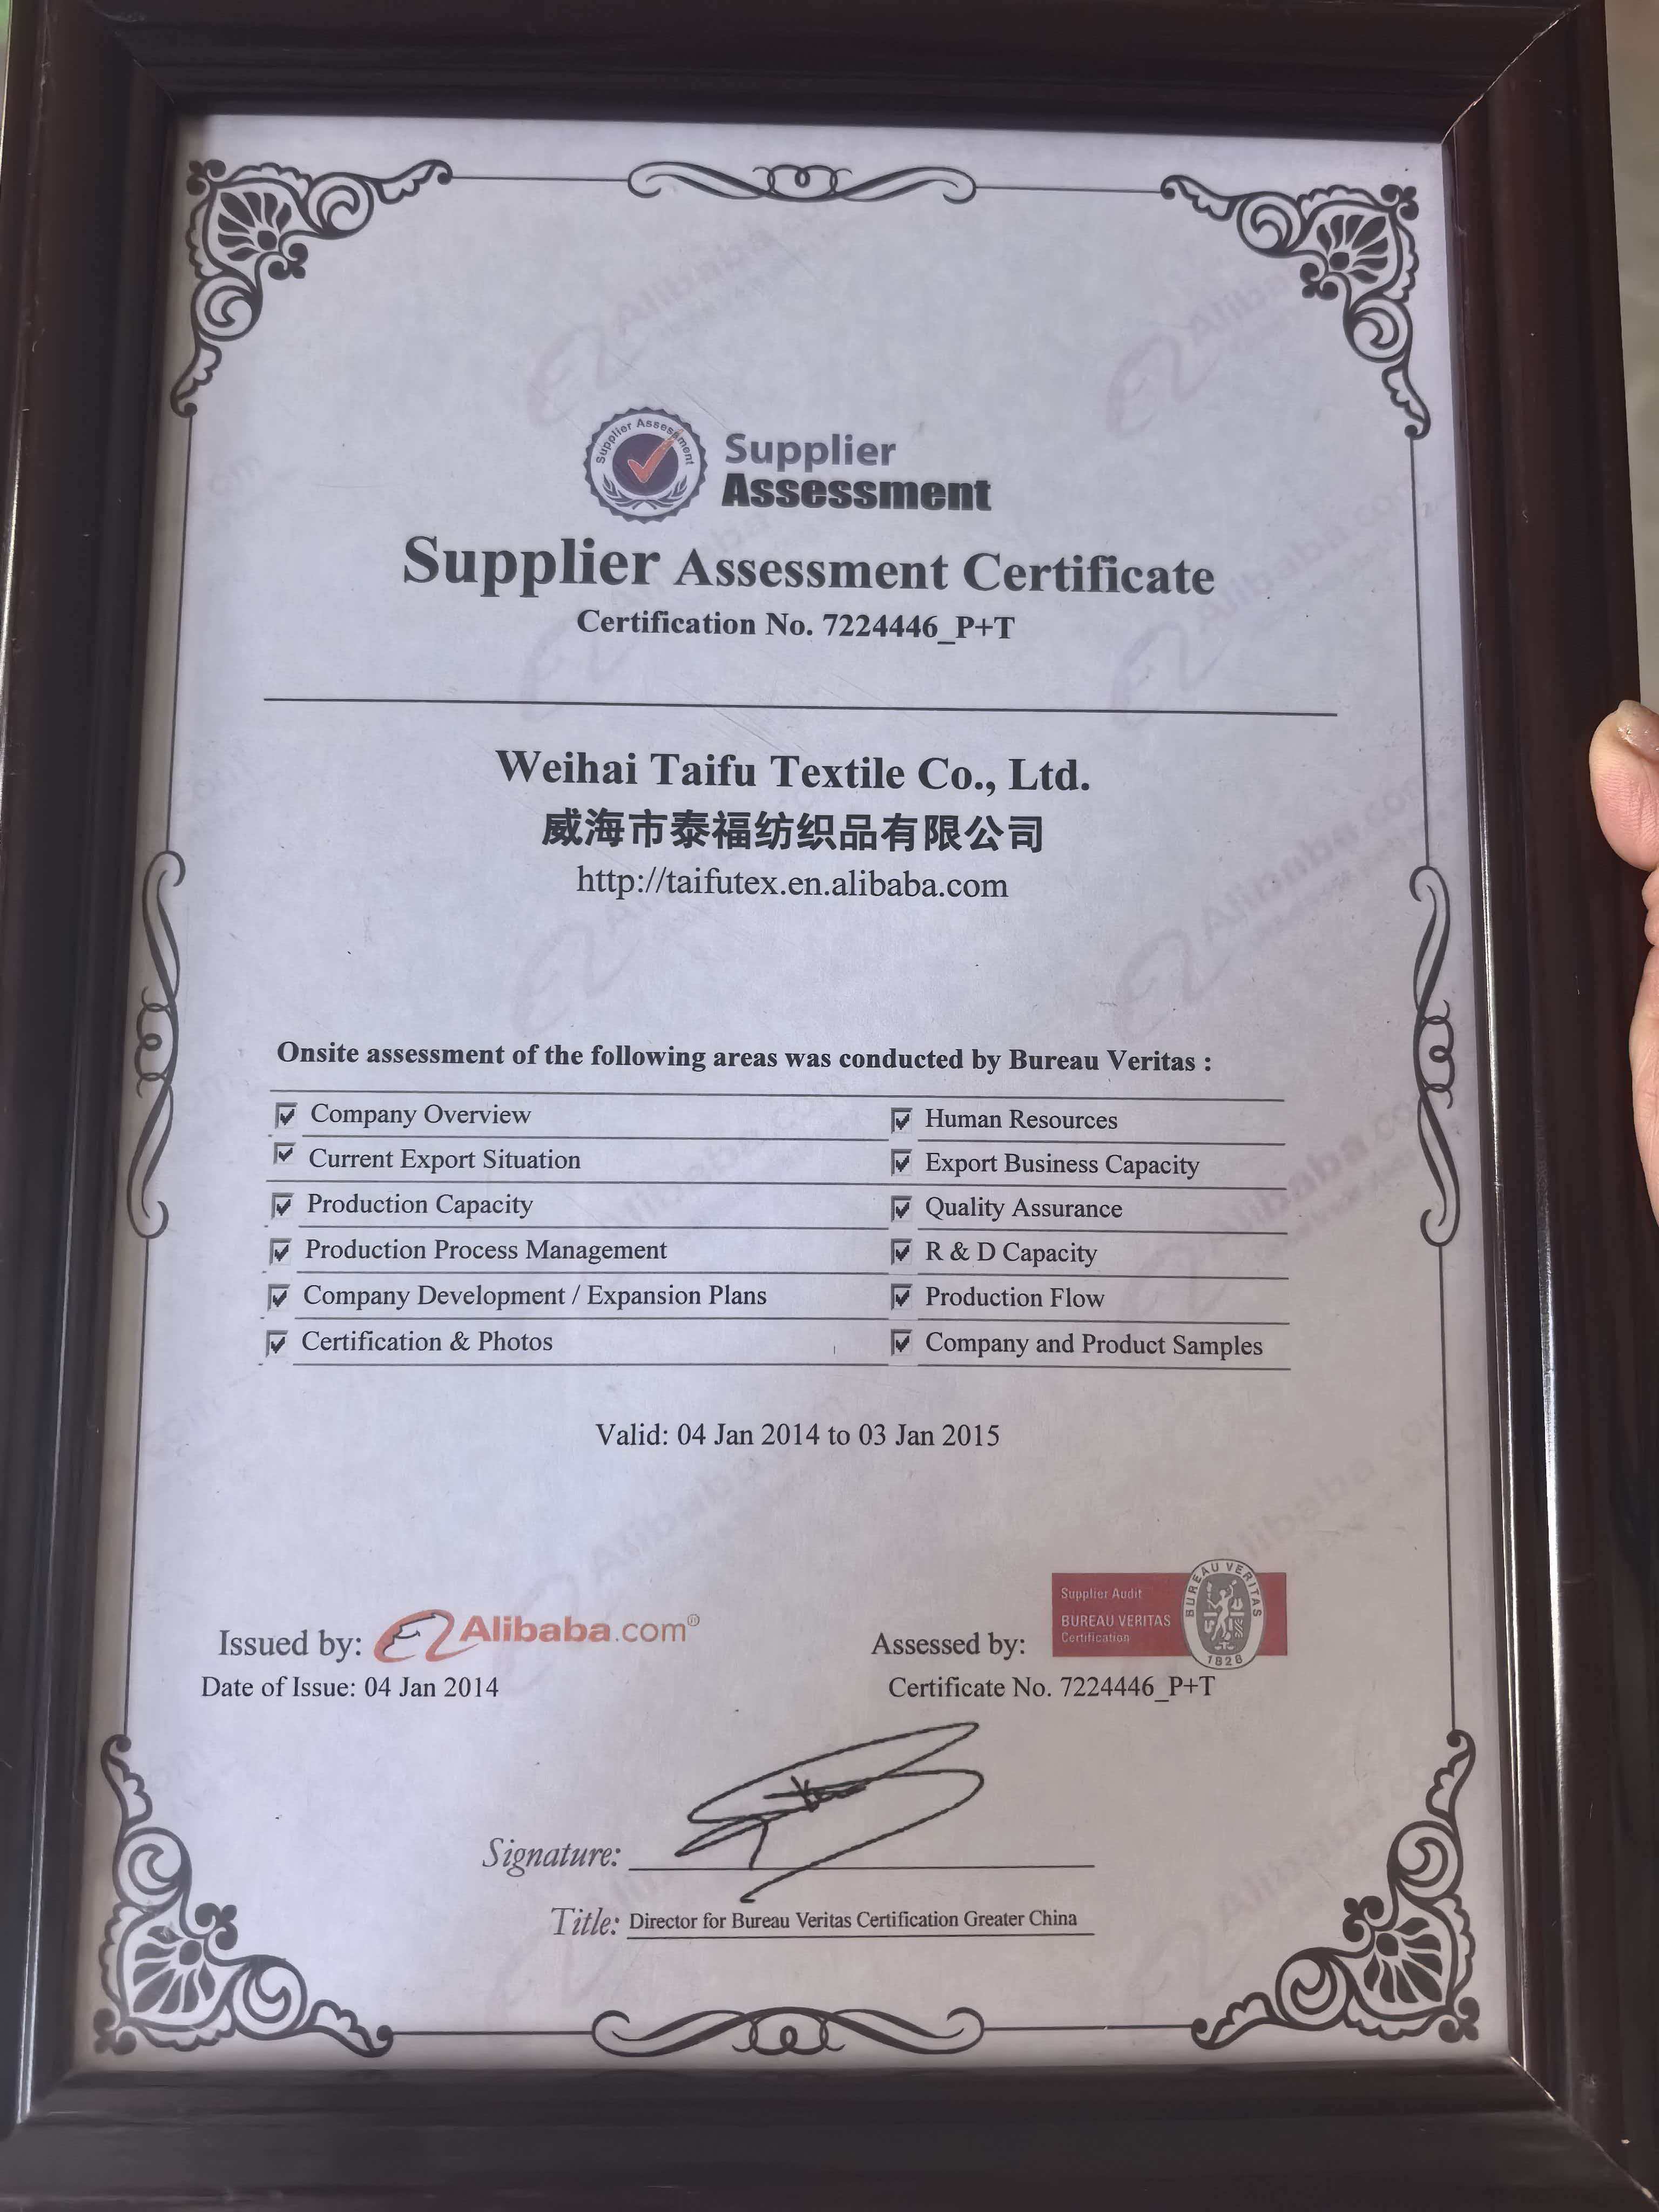 Supplier Assessment
Supplier
Assessment
Supplier Assessment Certificate
Certification No. 7224446_P+T
Weihai Taifu Textile Co., Ltd.
威海市泰福纺织品有限公司
http://taifutex.en.alibaba.com
Onsite assessment of the following areas was conducted by Bureau Veritas :
Company Overview
Human Resources
Current Export Situation
Export Business Capacity
Production Capacity
Quality Assurance
Production Process Management
R & D Capacity
Company Development / Expansion Plans
Production Flow
Certification & Photos
Company and Product Samples
Valid: 04 Jan 2014 to 03 Jan 2015
Issued by: Alibaba.com®
Date of Issue: 04 Jan 2014
Assessed by:
Supplier Audit
BUREAU VERITAS
Certification
BUREAU VERITAS
1828
Certificate No. 7224446_P+T
Signature:
Title: Director for Bureau Veritas Certification Greater China